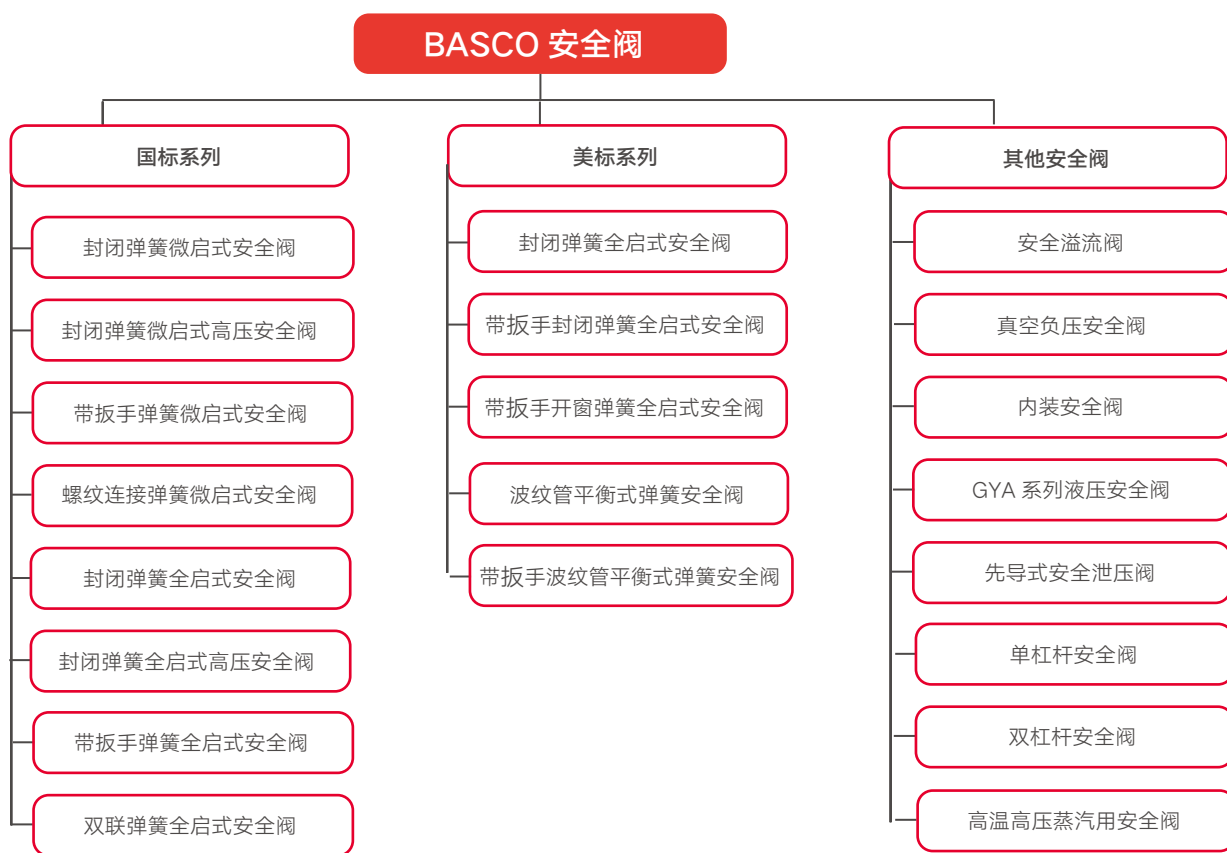 BASCO 安全阀
国标系列
封闭弹簧微启式安全阀
封闭弹簧微启式高压安全阀
带扳手弹簧微启式安全阀
螺纹连接弹簧微启式安全阀
封闭弹簧全启式安全阀
封闭弹簧全启式高压安全阀
带扳手弹簧全启式安全阀
双联弹簧全启式安全阀
美标系列
封闭弹簧全启式安全阀
带扳手封闭弹簧全启式安全阀
带扳手开窗弹簧全启式安全阀
波纹管平衡式弹簧安全阀
带扳手波纹管平衡式弹簧安全阀
其他安全阀
安全溢流阀
真空负压安全阀
内装安全阀
GYA 系列液压安全阀
先导式安全泄压阀
单杠杆安全阀
双杠杆安全阀
高温高压蒸汽用安全阀